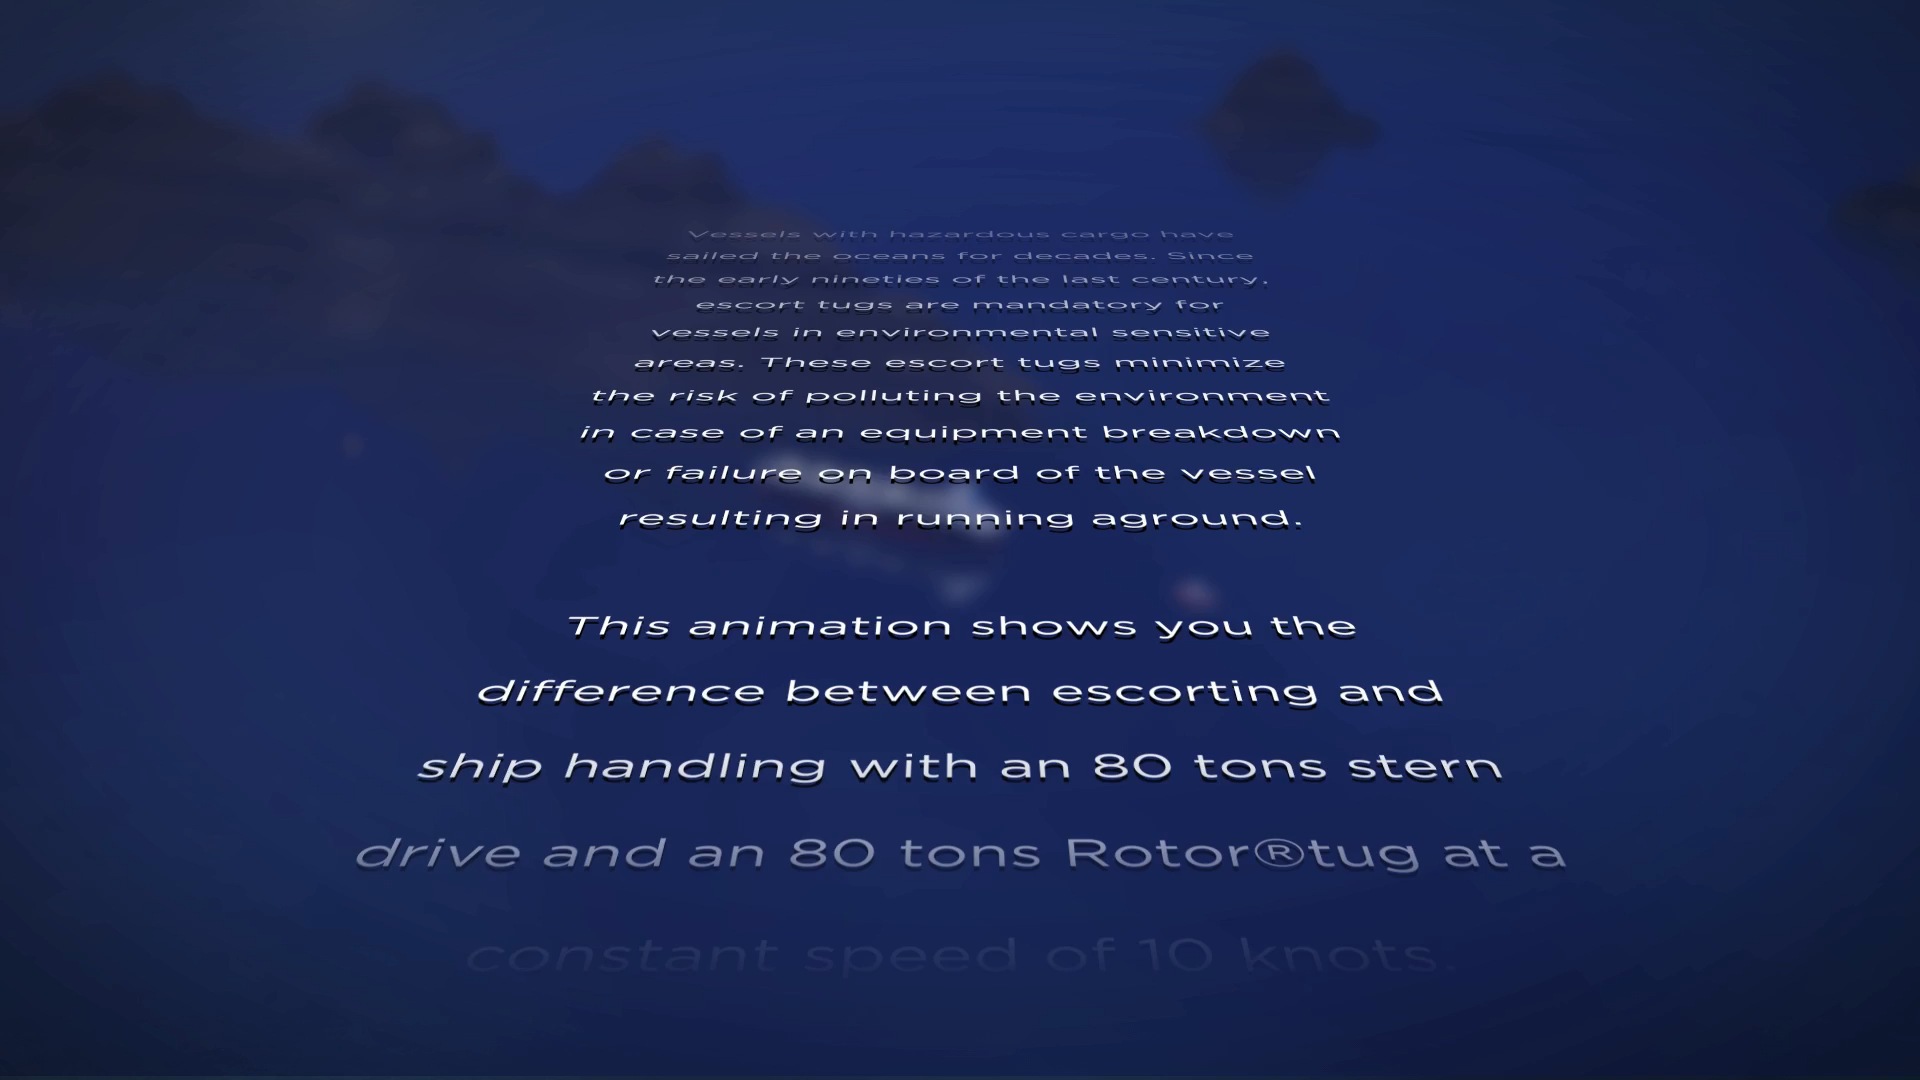 Vessels with hazardous cargo have
sailed the oceans for decades. Since
the early nineties of the last century,
escort tugs are mandatory for
vessels in environmental sensitive
areas. These escort tugs minimize
the risk of polluting the environment
in case of an equipment breakdown
or failure on board of the vessel
resulting in running aground.
This animation shows you the
difference between escorting and
ship handling with an 80 tons stern
drive and an 80 tons Rotor®tug at a
constant speed of 10 knots.